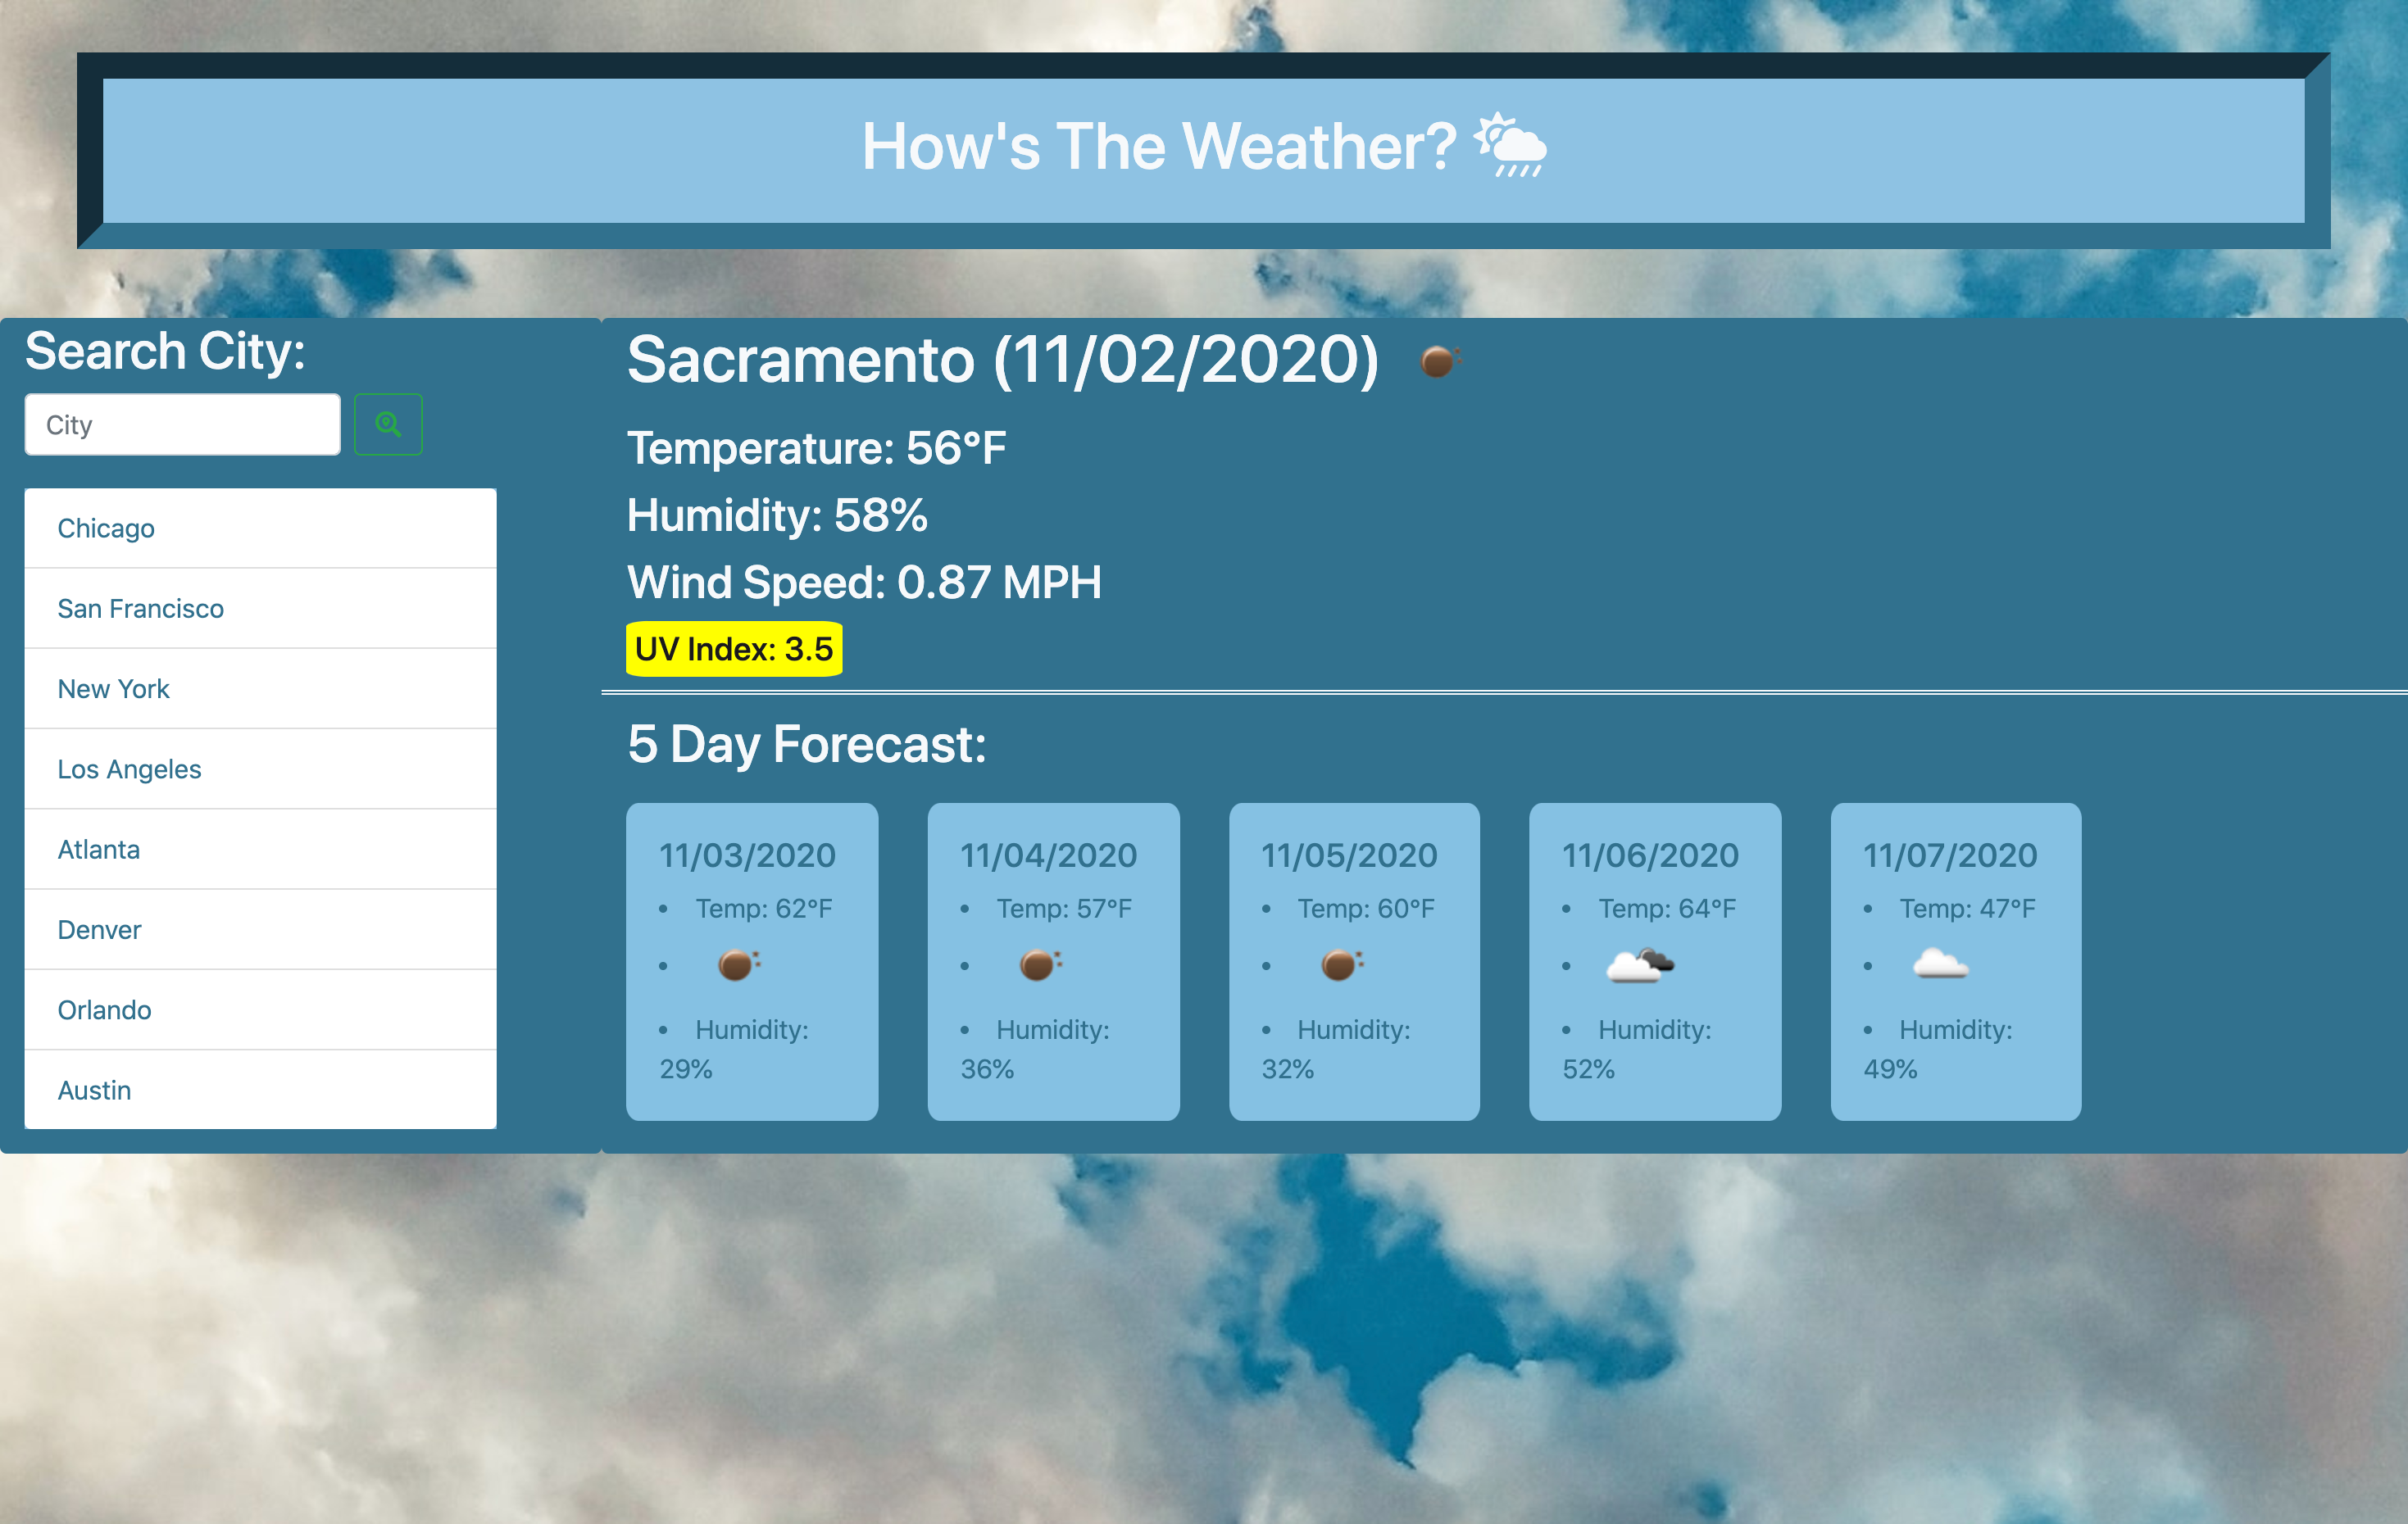 How's The Weather?
Search City:
City
Chicago
San Francisco
New York
Los Angeles
Atlanta
Denver
Orlando
Austin
Sacramento (11/02/2020)
Temperature: 56°F
Humidity: 58%
Wind Speed: 0.87 MPH
UV Index: 3.5
5 Day Forecast:
11/03/2020
• Temp: 62°F
•
• Humidity:
29%
11/04/2020
• Temp: 57°F
•
• Humidity:
36%
11/05/2020
• Temp: 60°F
•
• Humidity:
32%
11/06/2020
• Temp: 64°F
•
• Humidity:
52%
11/07/2020
• Temp: 47°F
•
• Humidity:
49%